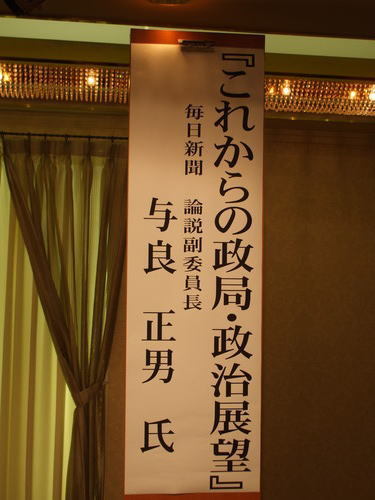 『これからの政局・政治展望』
毎日新聞　論説副委員長
与良　正男　氏